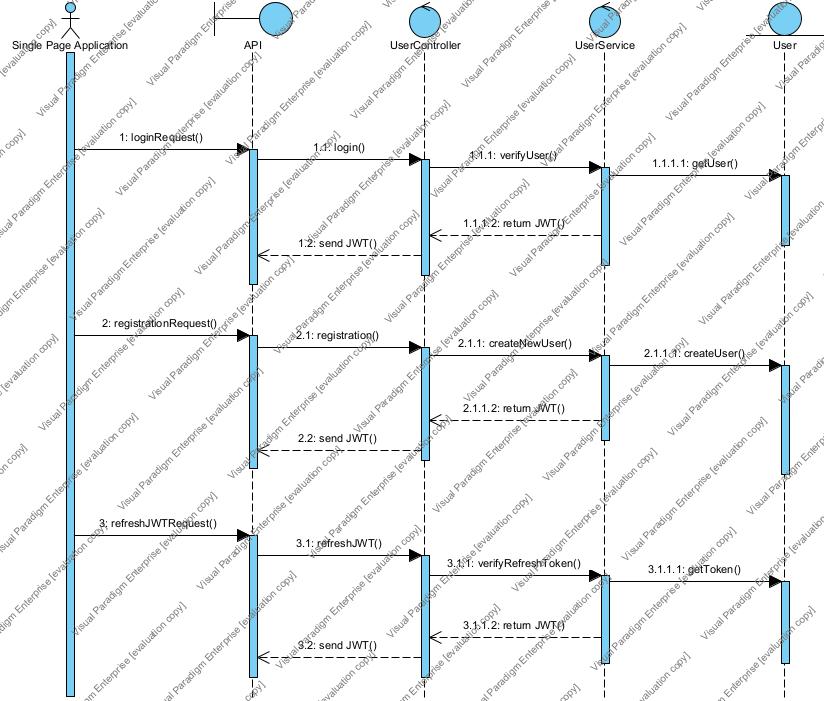 Single Page Application
API
UserController
UserService
User
1: loginRequest()
1.1: login()
1.1.1: verifyUser()
1.1.1.1: getUser()
1.1.1.2: return JWT()
1.2: send JWT()
2: registrationRequest()
2.1: registration()
2.1.1: createNewUser()
2.1.1.1: createUser()
2.1.1.2: return JWT()
2.2: send JWT()
3: refreshJWTRequest()
3.1: refreshJWT()
3.1.1: verifyRefreshToken()
3.1.1.1: getToken()
3.1.1.2: return JWT()
3.2: send JWT()
Visual Paradigm Enterprise [evaluation copy]